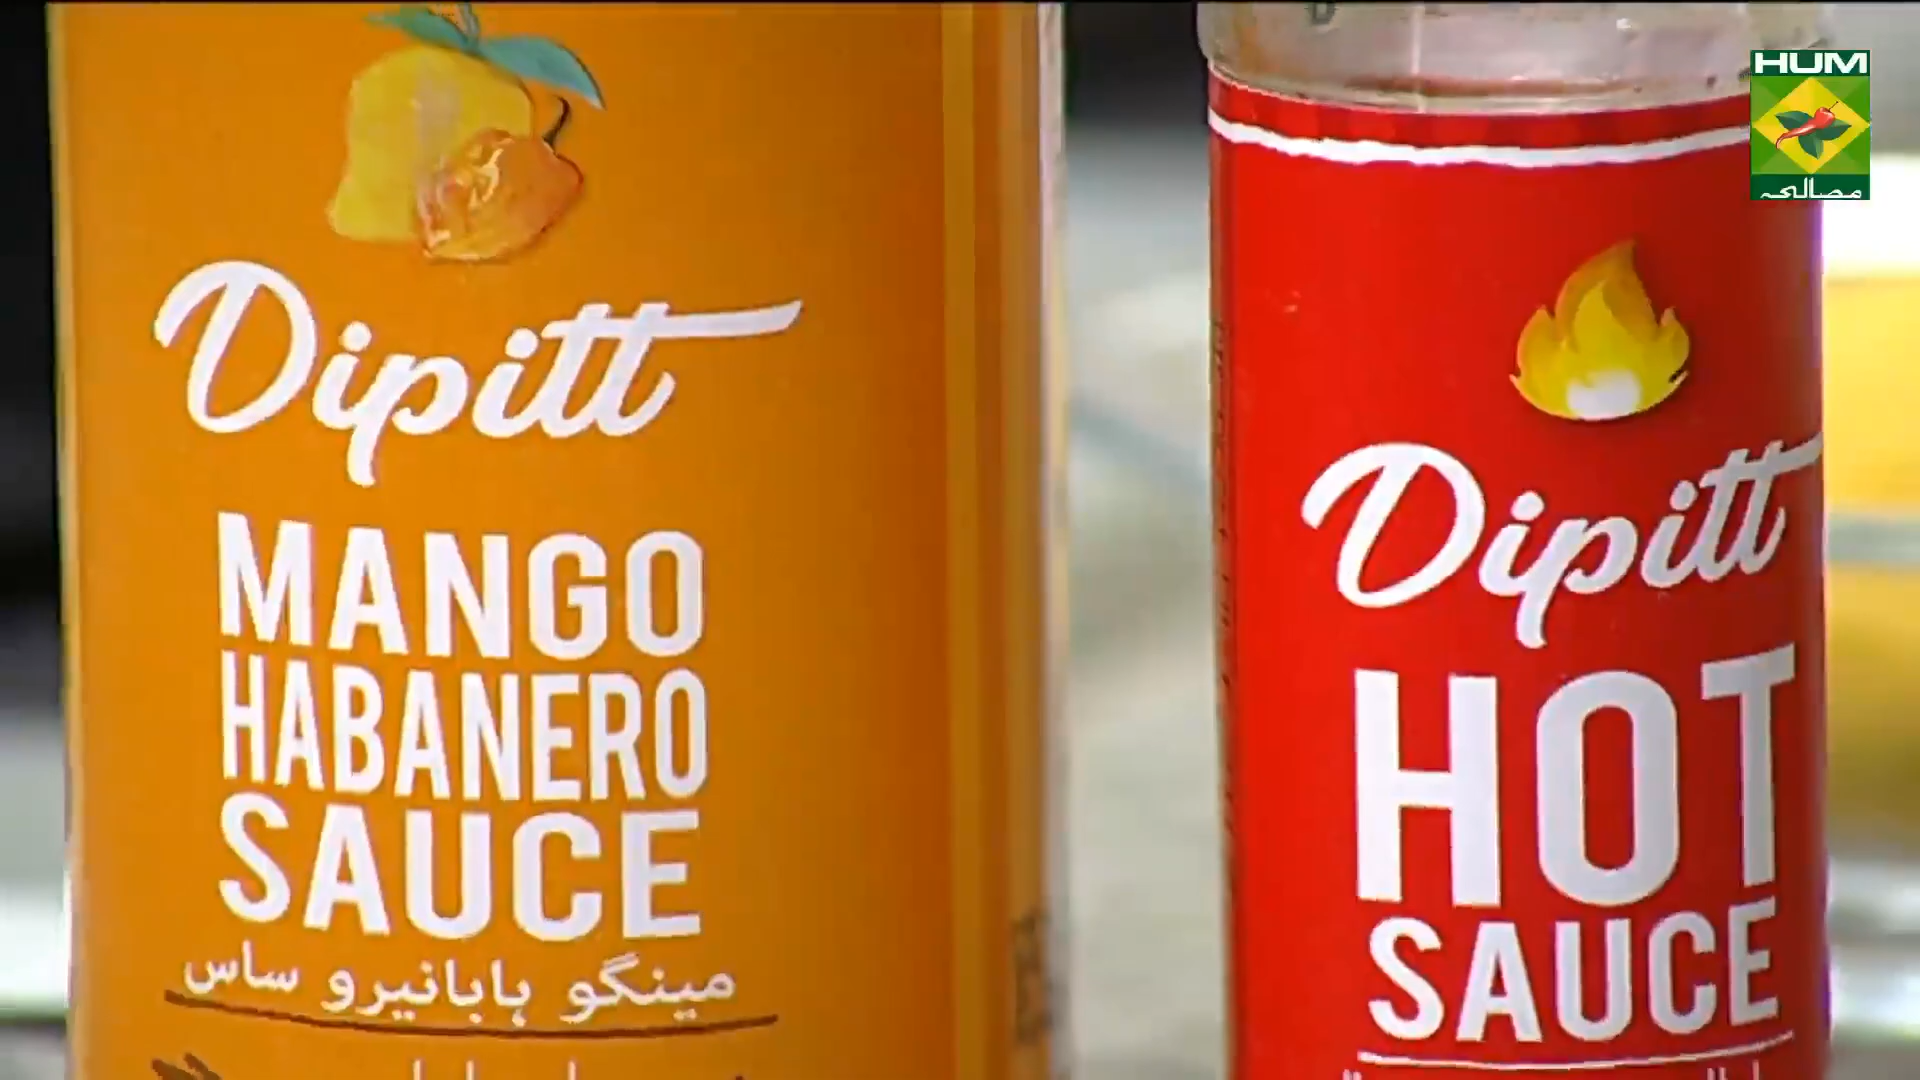 Dipitt
MANGO
HABANERO
SAUCE
مینگو ہابانیرو ساس
Dipitt
HOT
SAUCE
HUM
مصالحہ